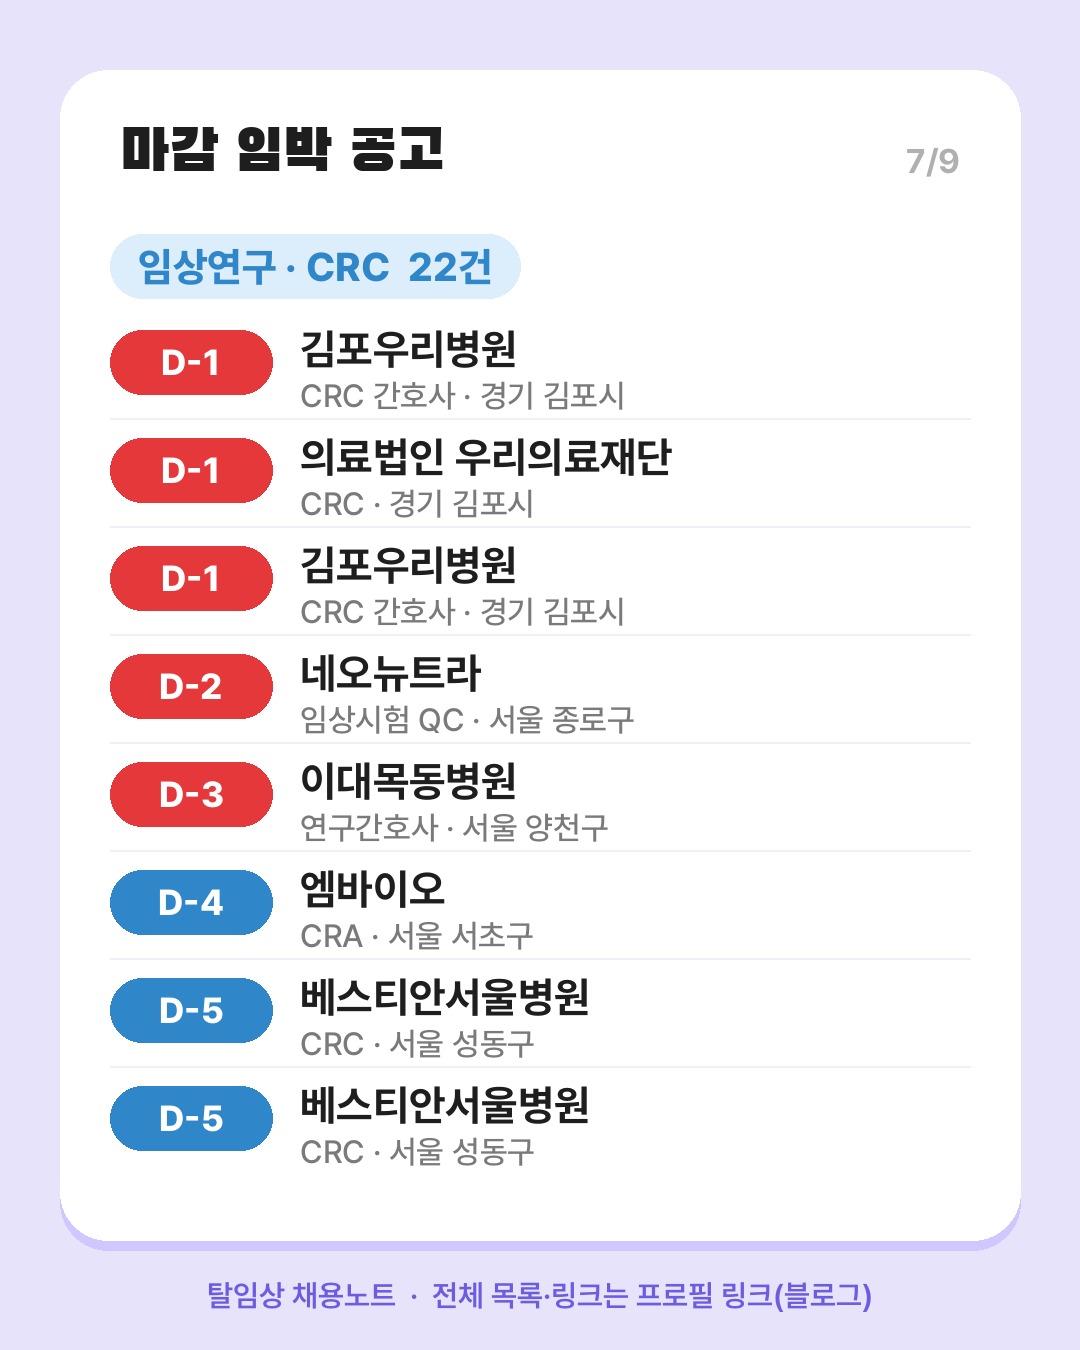 마감 임박 공고
7/9
임상연구 · CRC 22건
D-1
김포우리병원
CRC 간호사 · 경기 김포시
D-1
의료법인 우리의료재단
CRC · 경기 김포시
D-1
김포우리병원
CRC 간호사 · 경기 김포시
D-2
네오뉴트라
임상시험 QC · 서울 종로구
D-3
이대목동병원
연구간호사 · 서울 양천구
D-4
엠바이오
CRA · 서울 서초구
D-5
베스티안서울병원
CRC · 서울 성동구
D-5
베스티안서울병원
CRC · 서울 성동구
탈임상 채용노트 · 전체 목록·링크는 프로필 링크(블로그)